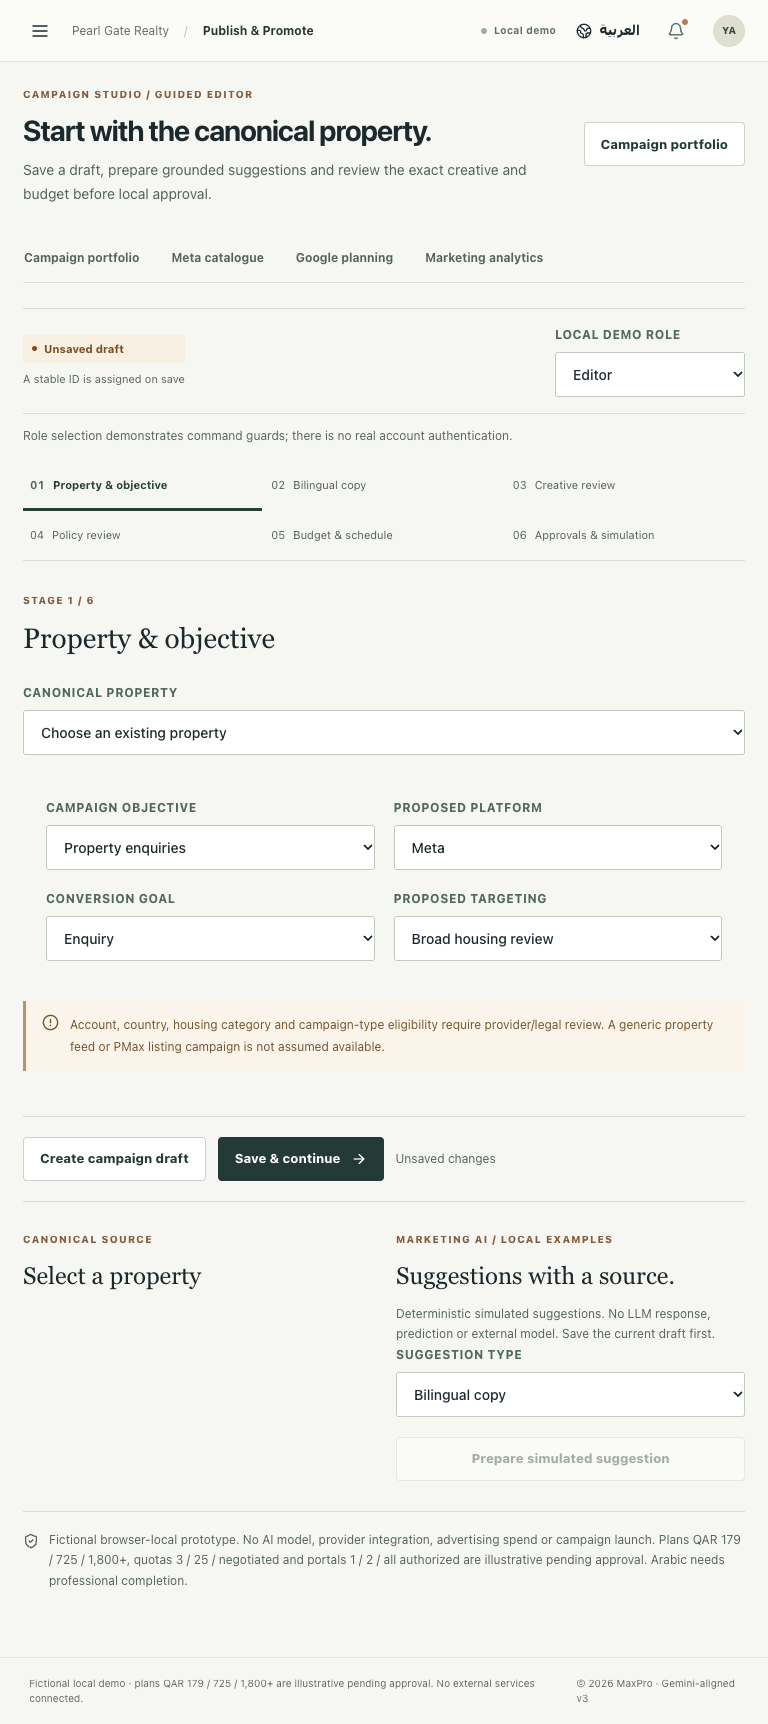 Pearl Gate Realty / Publish & Promote
Local demo
العربية
YA
CAMPAIGN STUDIO / GUIDED EDITOR
Start with the canonical property.
Save a draft, prepare grounded suggestions and review the exact creative and
budget before local approval.
Campaign portfolio
Campaign portfolio
Meta catalogue
Google planning
Marketing analytics
Unsaved draft
A stable ID is assigned on save
LOCAL DEMO ROLE
Editor
Role selection demonstrates command guards; there is no real account authentication.
01 Property & objective
02 Bilingual copy
03 Creative review
04 Policy review
05 Budget & schedule
06 Approvals & simulation
STAGE 1 / 6
Property & objective
CANONICAL PROPERTY
Choose an existing property
CAMPAIGN OBJECTIVE
Property enquiries
PROPOSED PLATFORM
Meta
CONVERSION GOAL
Enquiry
PROPOSED TARGETING
Broad housing review
Account, country, housing category and campaign-type eligibility require provider/legal review. A generic property
feed or PMax listing campaign is not assumed available.
Create campaign draft
Save & continue
Unsaved changes
CANONICAL SOURCE
Select a property
MARKETING AI / LOCAL EXAMPLES
Suggestions with a source.
Deterministic simulated suggestions. No LLM response,
prediction or external model. Save the current draft first.
SUGGESTION TYPE
Bilingual copy
Prepare simulated suggestion
Fictional browser-local prototype. No AI model, provider integration, advertising spend or campaign launch. Plans QAR 179
/ 725 / 1,800+, quotas 3 / 25 / negotiated and portals 1 / 2 / all authorized are illustrative pending approval. Arabic needs
professional completion.
Fictional local demo · plans QAR 179 / 725 / 1,800+ are illustrative pending approval. No external services
connected.
© 2026 MaxPro · Gemini-aligned
v3